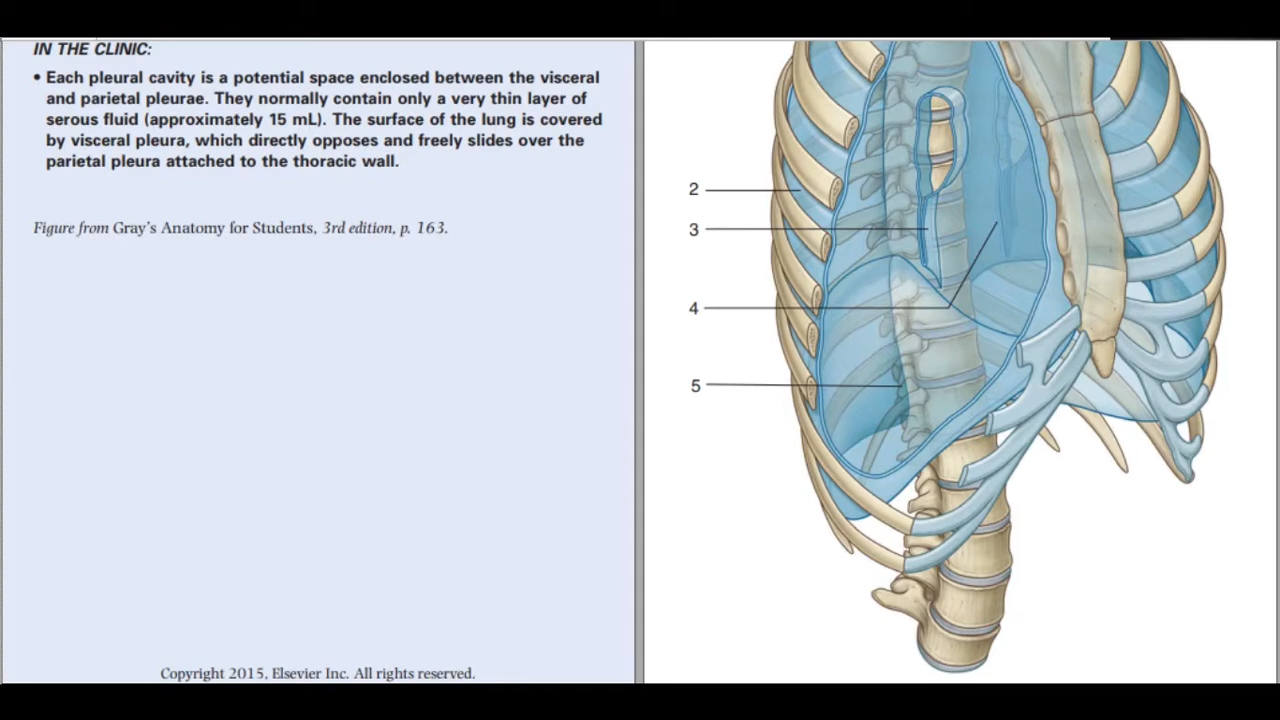 IN THE CLINIC:
• Each pleural cavity is a potential space enclosed between the visceral
and parietal pleurae. They normally contain only a very thin layer of
serous fluid (approximately 15 mL). The surface of the lung is covered
by visceral pleura, which directly opposes and freely slides over the
parietal pleura attached to the thoracic wall.
Figure from Gray's Anatomy for Students, 3rd edition, p. 163.
Copyright 2015, Elsevier Inc. All rights reserved.
2
3
4
5